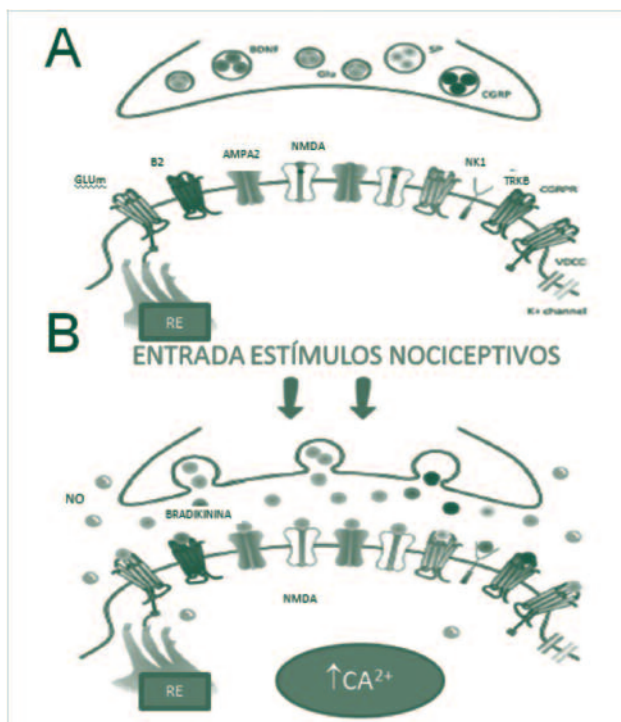 A
BDNF
SP
Glu
CGRP
NMDA
AMPA2
B2
NK1
GLUm
TRKB
CGRPR
VDCC
K+ channel
RE
B
ENTRADA ESTÍMULOS NOCICEPTIVOS
NO
BRADIKININA
NMDA
RE
↑CA²⁺